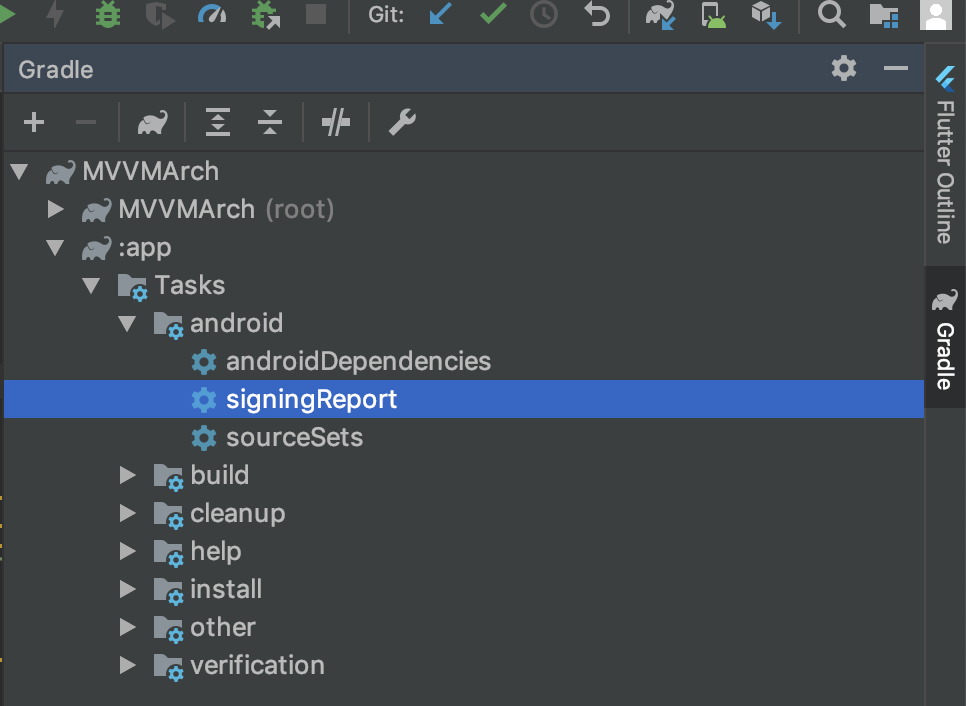 Git:
Gradle
MVVMArch
MVVMArch (root)
:app
Tasks
android
androidDependencies
signingReport
sourceSets
build
cleanup
help
install
other
verification
Flutter Outline
Gradle